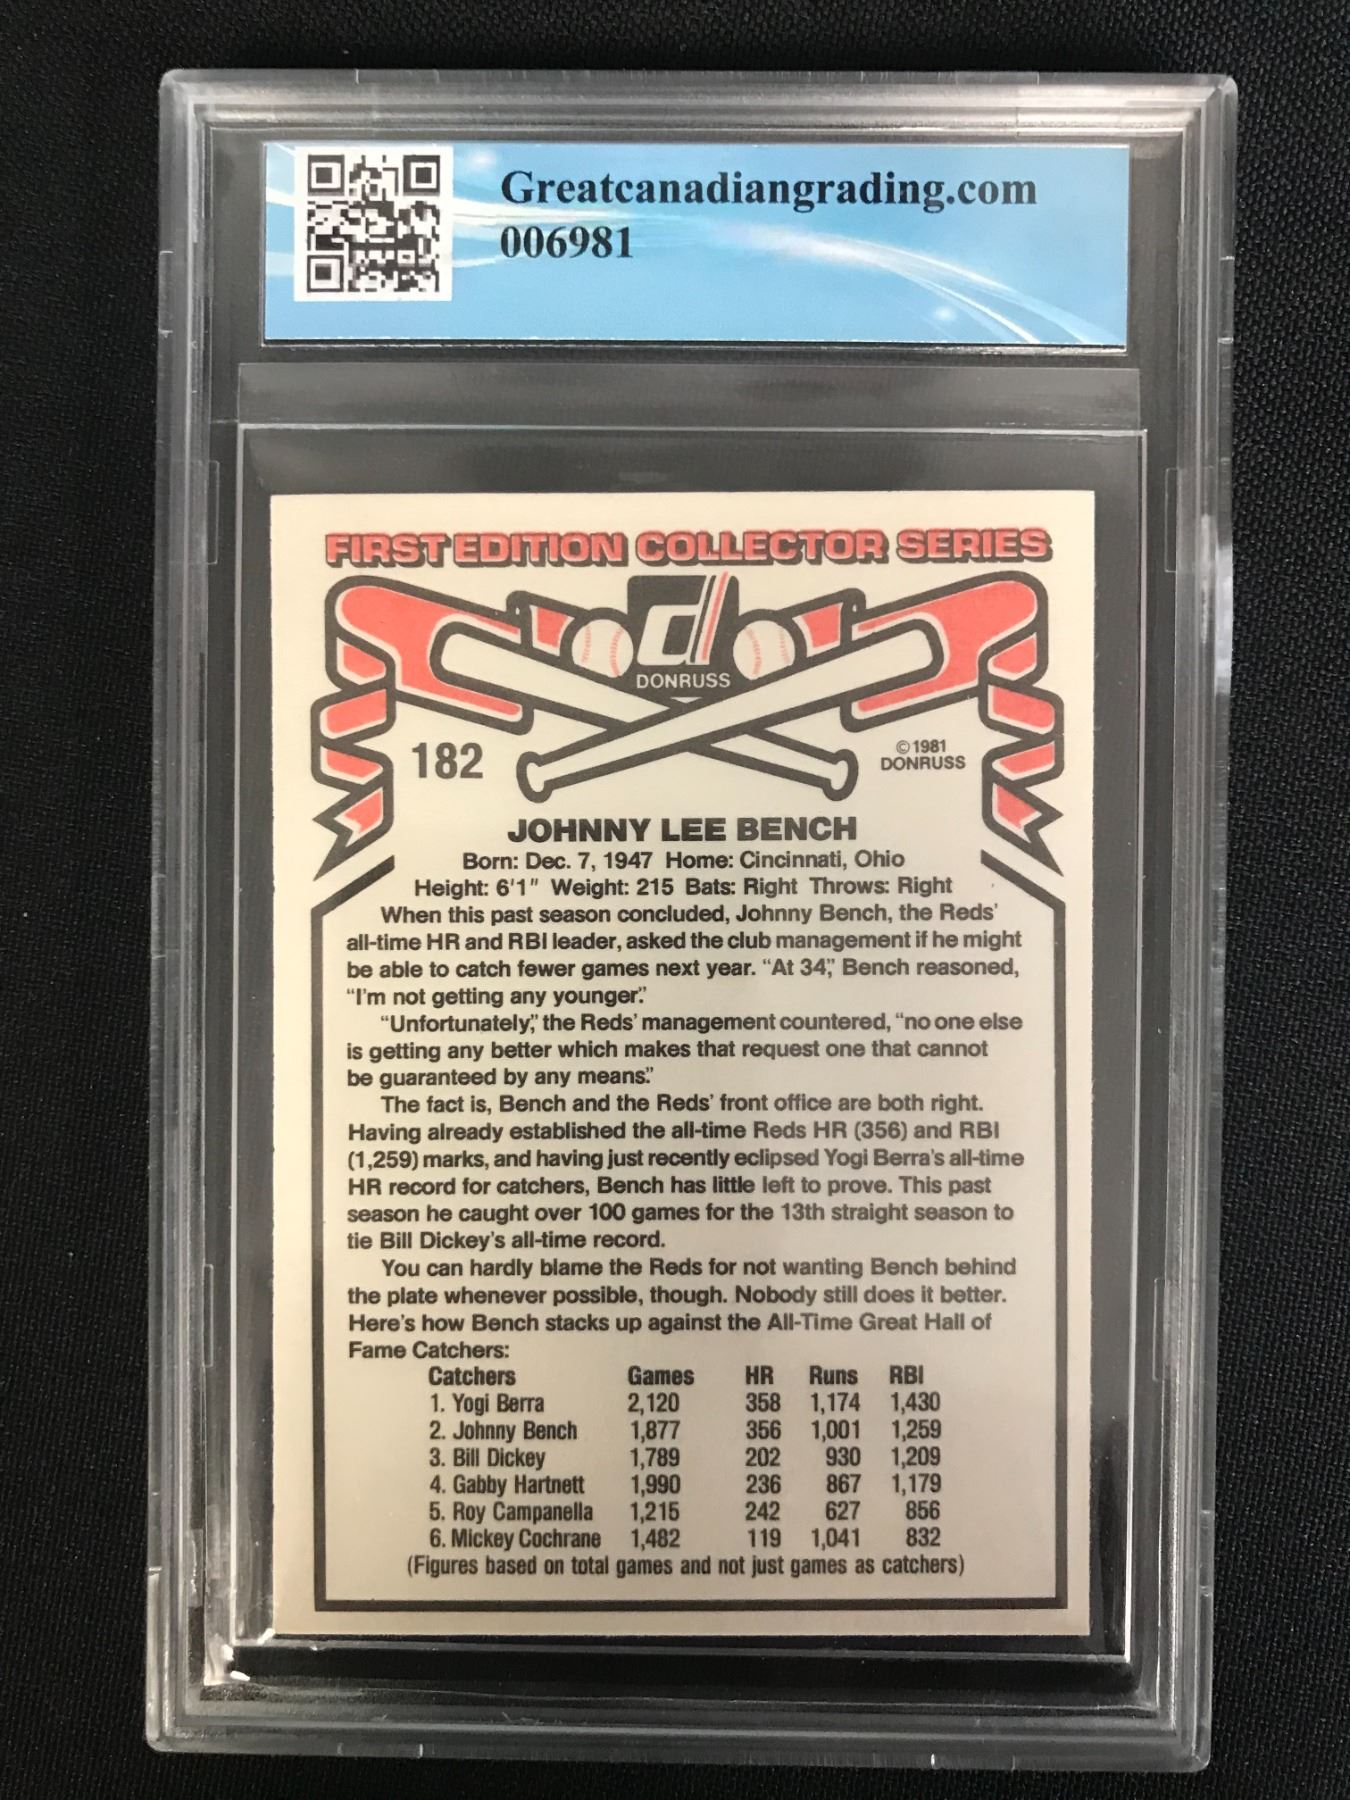 Greatcanadiangrading.com
006981
FIRST EDITION COLLECTOR SERIES
d
DONRUSS
182
©1981
DONRUSS
JOHNNY LEE BENCH
Born: Dec. 7, 1947 Home: Cincinnati, Ohio
Height: 6'1" Weight: 215 Bats: Right Throws: Right
When this past season concluded, Johnny Bench, the Reds'
all-time HR and RBI leader, asked the club management if he might
be able to catch fewer games next year. "At 34," Bench reasoned,
"I'm not getting any younger."
"Unfortunately," the Reds' management countered, "no one else
is getting any better which makes that request one that cannot
be guaranteed by any means."
The fact is, Bench and the Reds' front office are both right.
Having already established the all-time Reds HR (356) and RBI
(1,259) marks, and having just recently eclipsed Yogi Berra's all-time
HR record for catchers, Bench has little left to prove. This past
season he caught over 100 games for the 13th straight season to
tie Bill Dickey's all-time record.
You can hardly blame the Reds for not wanting Bench behind
the plate whenever possible, though. Nobody still does it better.
Here's how Bench stacks up against the All-Time Great Hall of
Fame Catchers:
Catchers Games HR Runs RBI
1. Yogi Berra 2,120 358 1,174 1,430
2. Johnny Bench 1,877 356 1,001 1,259
3. Bill Dickey 1,789 202 930 1,209
4. Gabby Hartnett 1,990 236 867 1,179
5. Roy Campanella 1,215 242 627 856
6. Mickey Cochrane 1,482 119 1,041 832
(Figures based on total games and not just games as catchers)